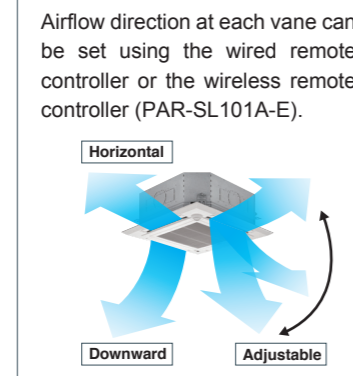 Airflow direction at each vane can
be set using the wired remote
controller or the wireless remote
controller (PAR-SL101A-E).
Horizontal
Downward
Adjustable